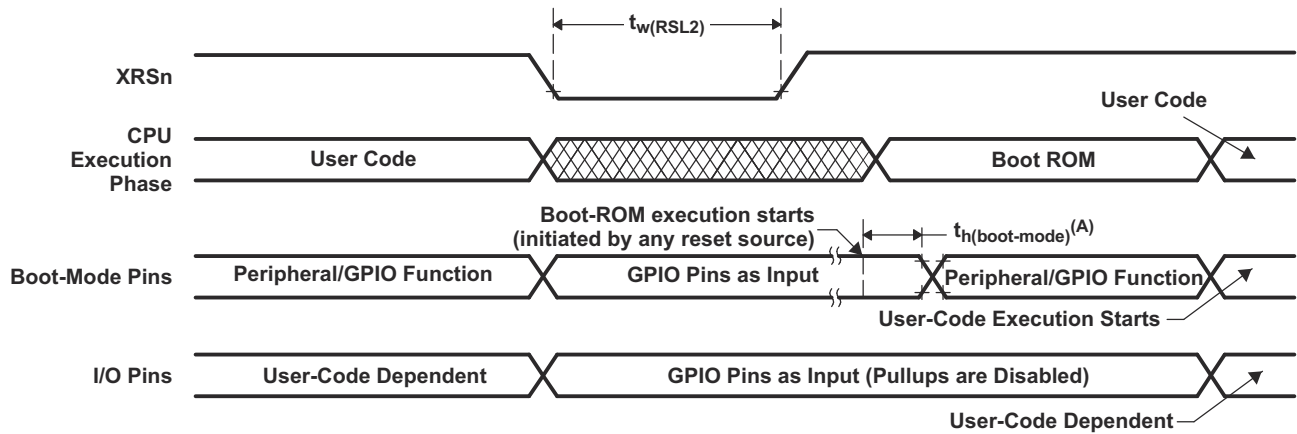 tw(RSL2)
XRSn
User Code
CPU
Execution
Phase
User Code
Boot ROM
Boot-ROM execution starts
(initiated by any reset source)
th(boot-mode)(A)
Boot-Mode Pins
Peripheral/GPIO Function
GPIO Pins as Input
Peripheral/GPIO Function
User-Code Execution Starts
I/O Pins
User-Code Dependent
GPIO Pins as Input (Pullups are Disabled)
User-Code Dependent